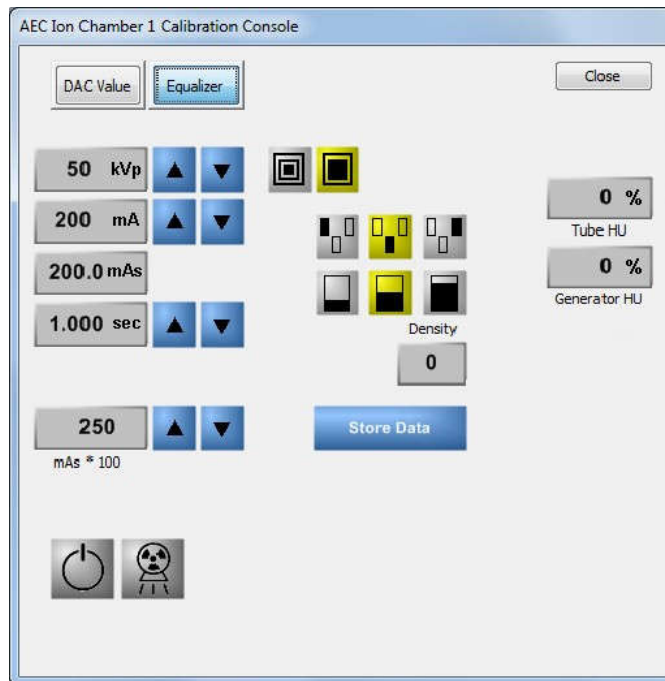 AEC Ion Chamber 1 Calibration Console
DAC Value Equalizer Close
50 kVp
200 mA
200.0 mAs
1.000 sec
0 %
Tube HU
0 %
Generator HU
Density
0
250
mAs * 100
Store Data